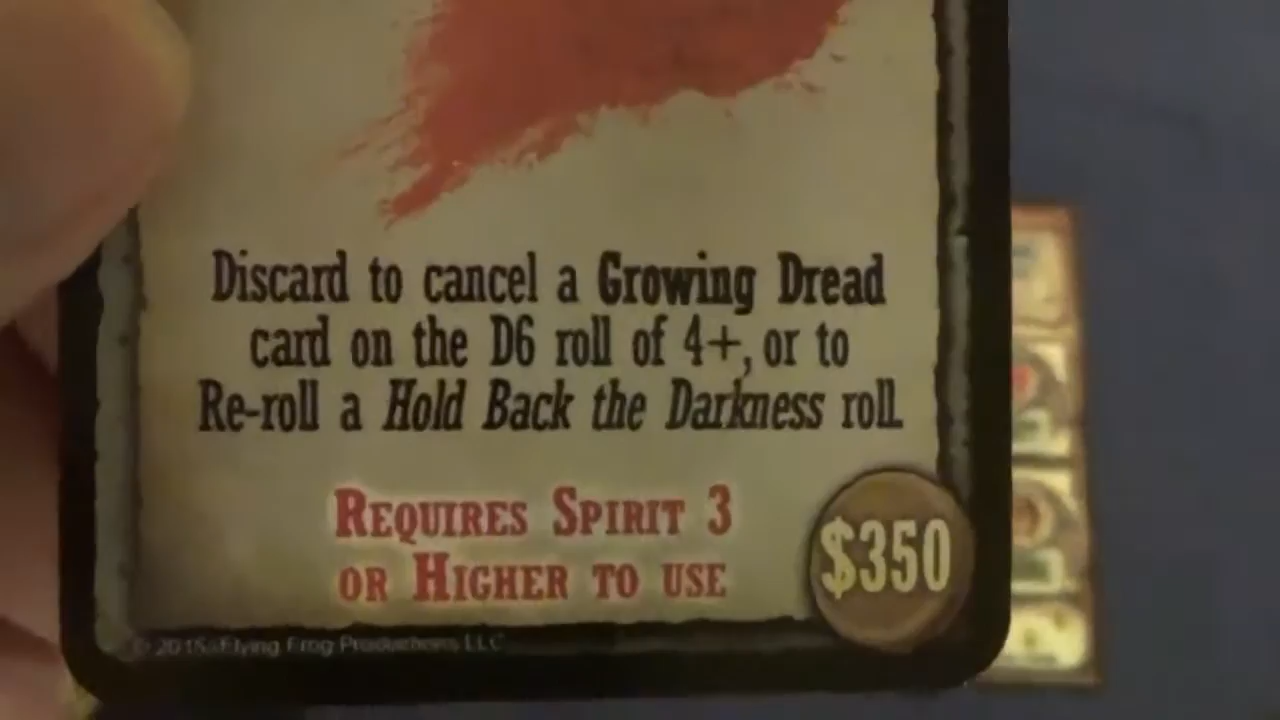 Discard to cancel a Growing Dread
card on the D6 roll of 4+, or to
Re-roll a Hold Back the Darkness roll.
REQUIRES SPIRIT 3
OR HIGHER TO USE
$350
© 2015 Flying Frog Productions LLC